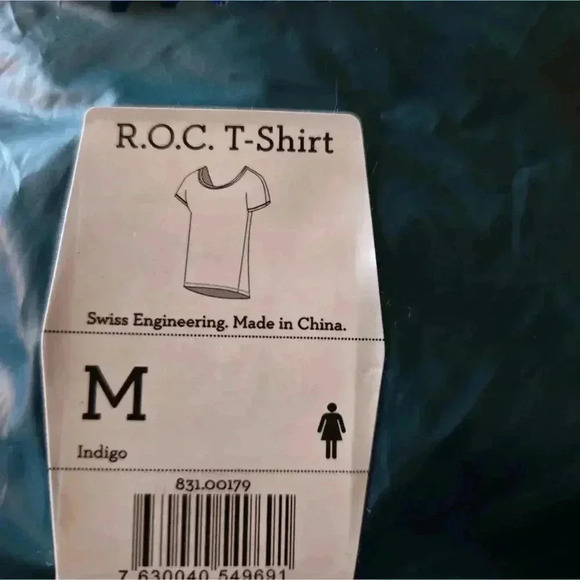 R.O.C. T-Shirt
Swiss Engineering. Made in China.
M
Indigo
831.00179
7 630040 549691